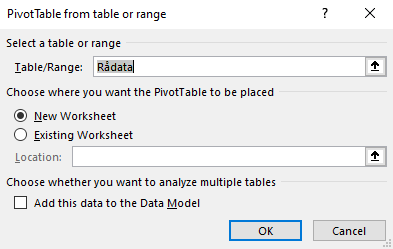 PivotTable from table or range ? ×
Select a table or range
Table/Range: Rådata
Choose where you want the PivotTable to be placed
New Worksheet
Existing Worksheet
Location:
Choose whether you want to analyze multiple tables
Add this data to the Data Model
OK Cancel